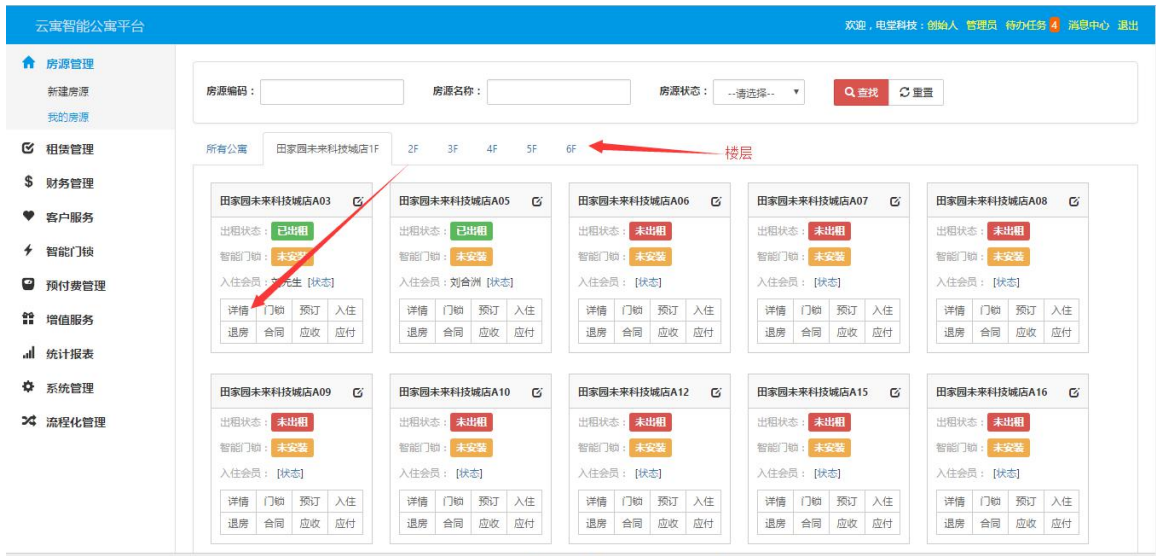 云寓智能公寓平台
欢迎，电堂科技：创始人 管理员 待办任务 4 消息中心 退出
房源管理
新建房源
我的房源
租赁管理
财务管理
客户服务
智能门锁
预付费管理
增值服务
统计报表
系统管理
流程化管理
房源编码： 房源名称： 房源状态： --请选择-- 查找 重置
所有公寓 田家园未来科技城店1F 2F 3F 4F 5F 6F 楼层
田家园未来科技城店A03 田家园未来科技城店A05 田家园未来科技城店A06 田家园未来科技城店A07 田家园未来科技城店A08
出租状态：已出租 出租状态：已出租 出租状态：未出租 出租状态：未出租 出租状态：未出租
智能门锁：未安装 智能门锁：未安装 智能门锁：未安装 智能门锁：未安装 智能门锁：未安装
入住会员： 生 [状态] 入住会员：刘合洲 [状态] 入住会员： [状态] 入住会员： [状态] 入住会员： [状态]
详情 门锁 预订 入住 详情 门锁 预订 入住 详情 门锁 预订 入住 详情 门锁 预订 入住 详情 门锁 预订 入住
退房 合同 应收 应付 退房 合同 应收 应付 退房 合同 应收 应付 退房 合同 应收 应付 退房 合同 应收 应付
田家园未来科技城店A09 田家园未来科技城店A10 田家园未来科技城店A12 田家园未来科技城店A15 田家园未来科技城店A16
出租状态：未出租 出租状态：未出租 出租状态：未出租 出租状态：未出租 出租状态：未出租
智能门锁：未安装 智能门锁：未安装 智能门锁：未安装 智能门锁：未安装 智能门锁：未安装
入住会员： [状态] 入住会员： [状态] 入住会员： [状态] 入住会员： [状态] 入住会员： [状态]
详情 门锁 预订 入住 详情 门锁 预订 入住 详情 门锁 预订 入住 详情 门锁 预订 入住 详情 门锁 预订 入住
退房 合同 应收 应付 退房 合同 应收 应付 退房 合同 应收 应付 退房 合同 应收 应付 退房 合同 应收 应付